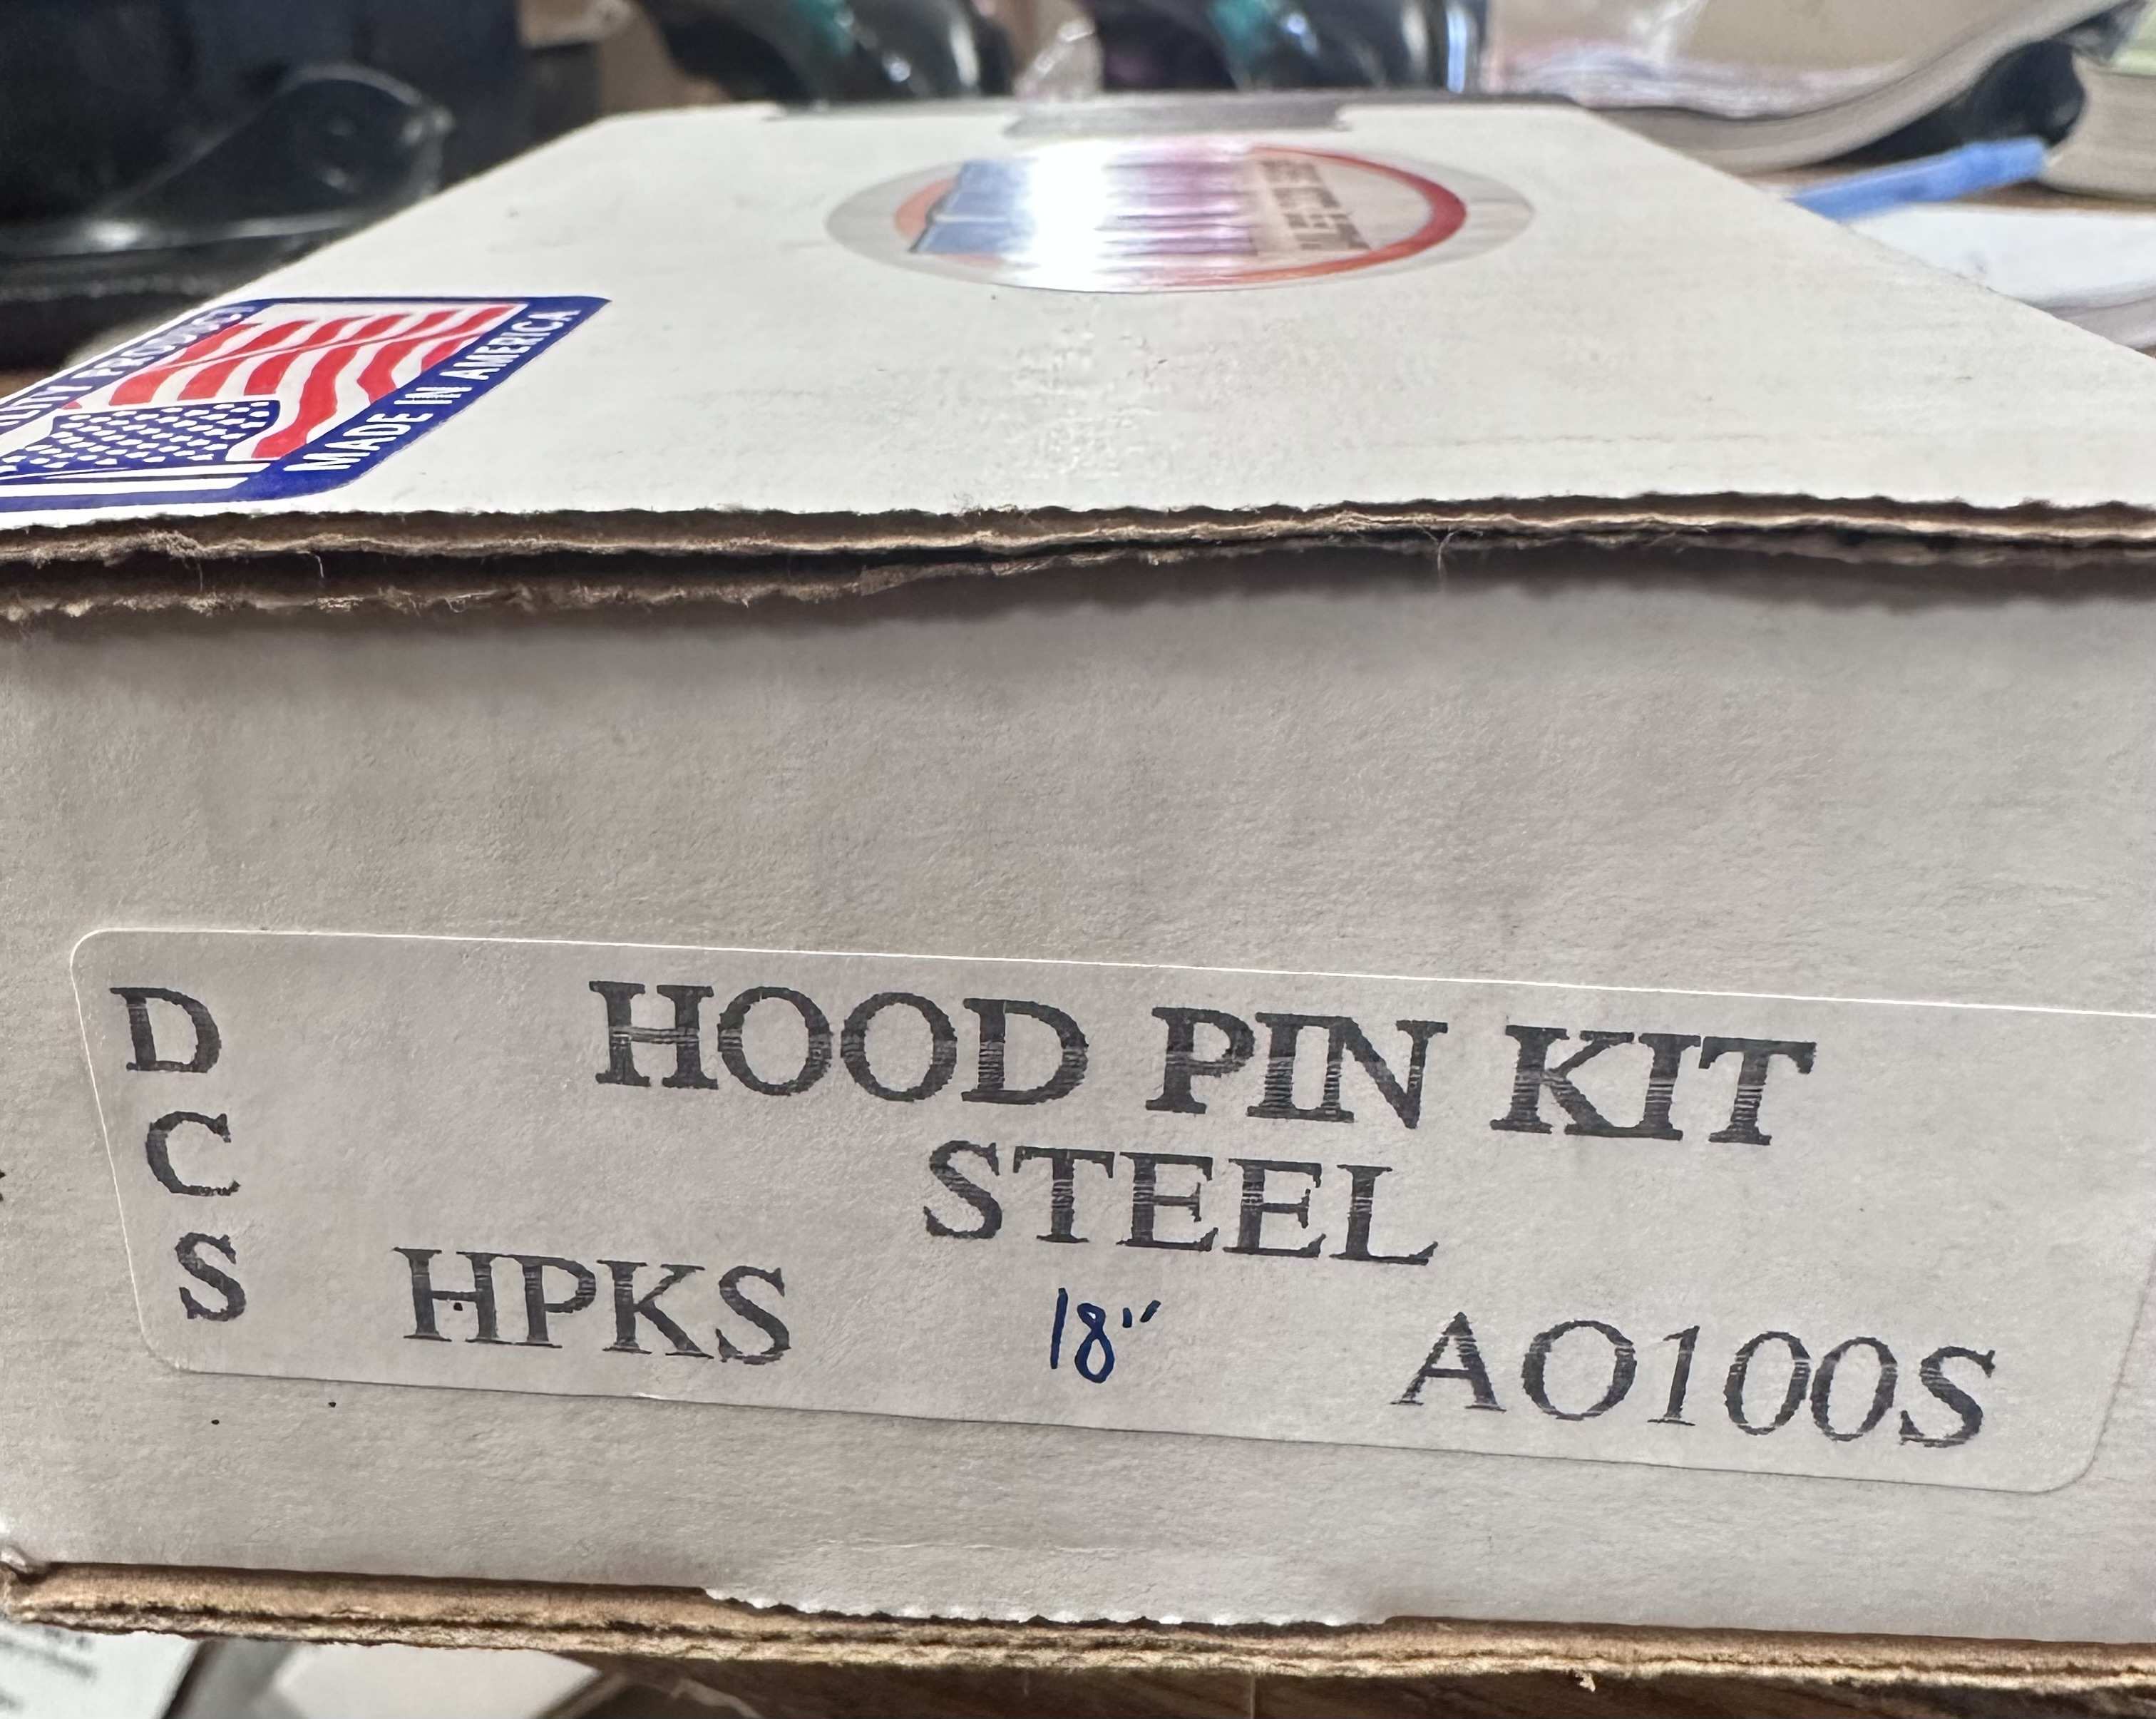 MADE IN AMERICA
D
C
S
HOOD PIN KIT
STEEL
HPKS 18" AO100S